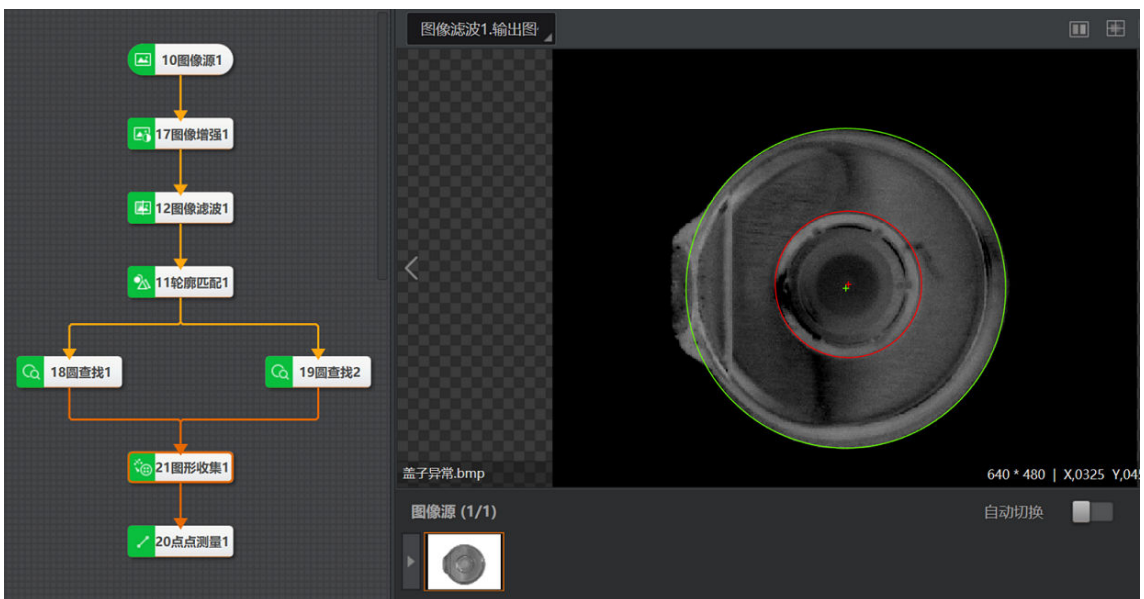 10图像源1
17图像增强1
12图像滤波1
11轮廓匹配1
18圆查找1
19圆查找2
21图形收集1
20点点测量1
图像滤波1.输出图
盖子异常.bmp
640 * 480 | X,0325 Y,045
图像源 (1/1)
自动切换